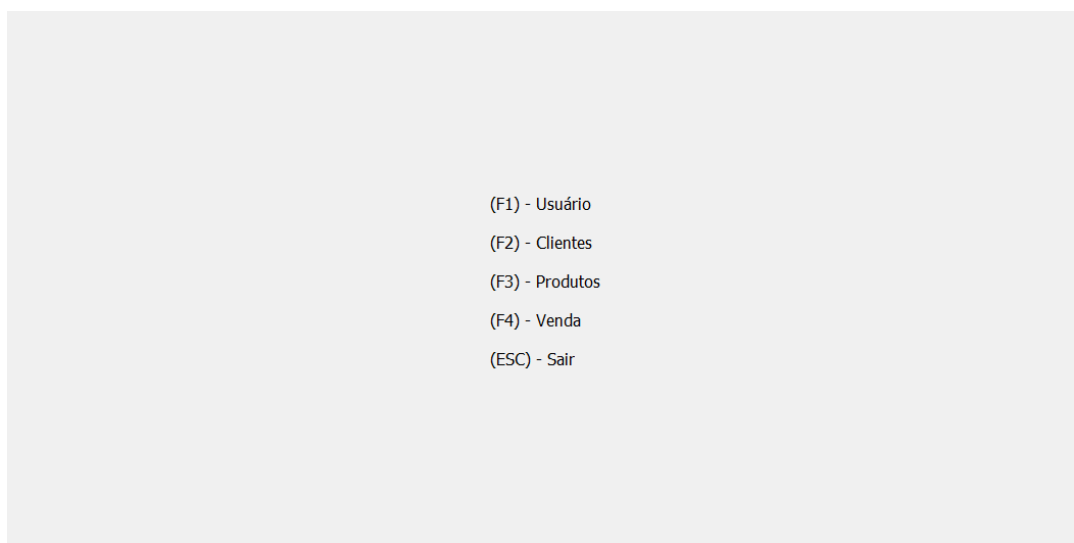 (F1) - Usuário
(F2) - Clientes
(F3) - Produtos
(F4) - Venda
(ESC) - Sair